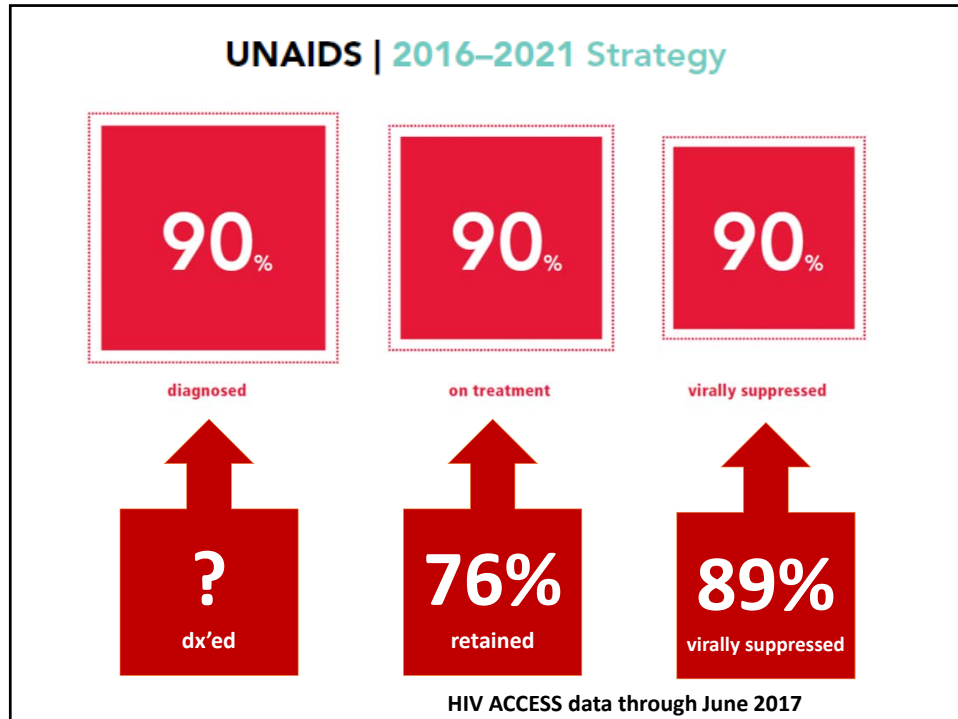 UNAIDS | 2016–2021 Strategy
90%
90%
90%
diagnosed
on treatment
virally suppressed
?
dx’ed
76%
retained
89%
virally suppressed
HIV ACCESS data through June 2017